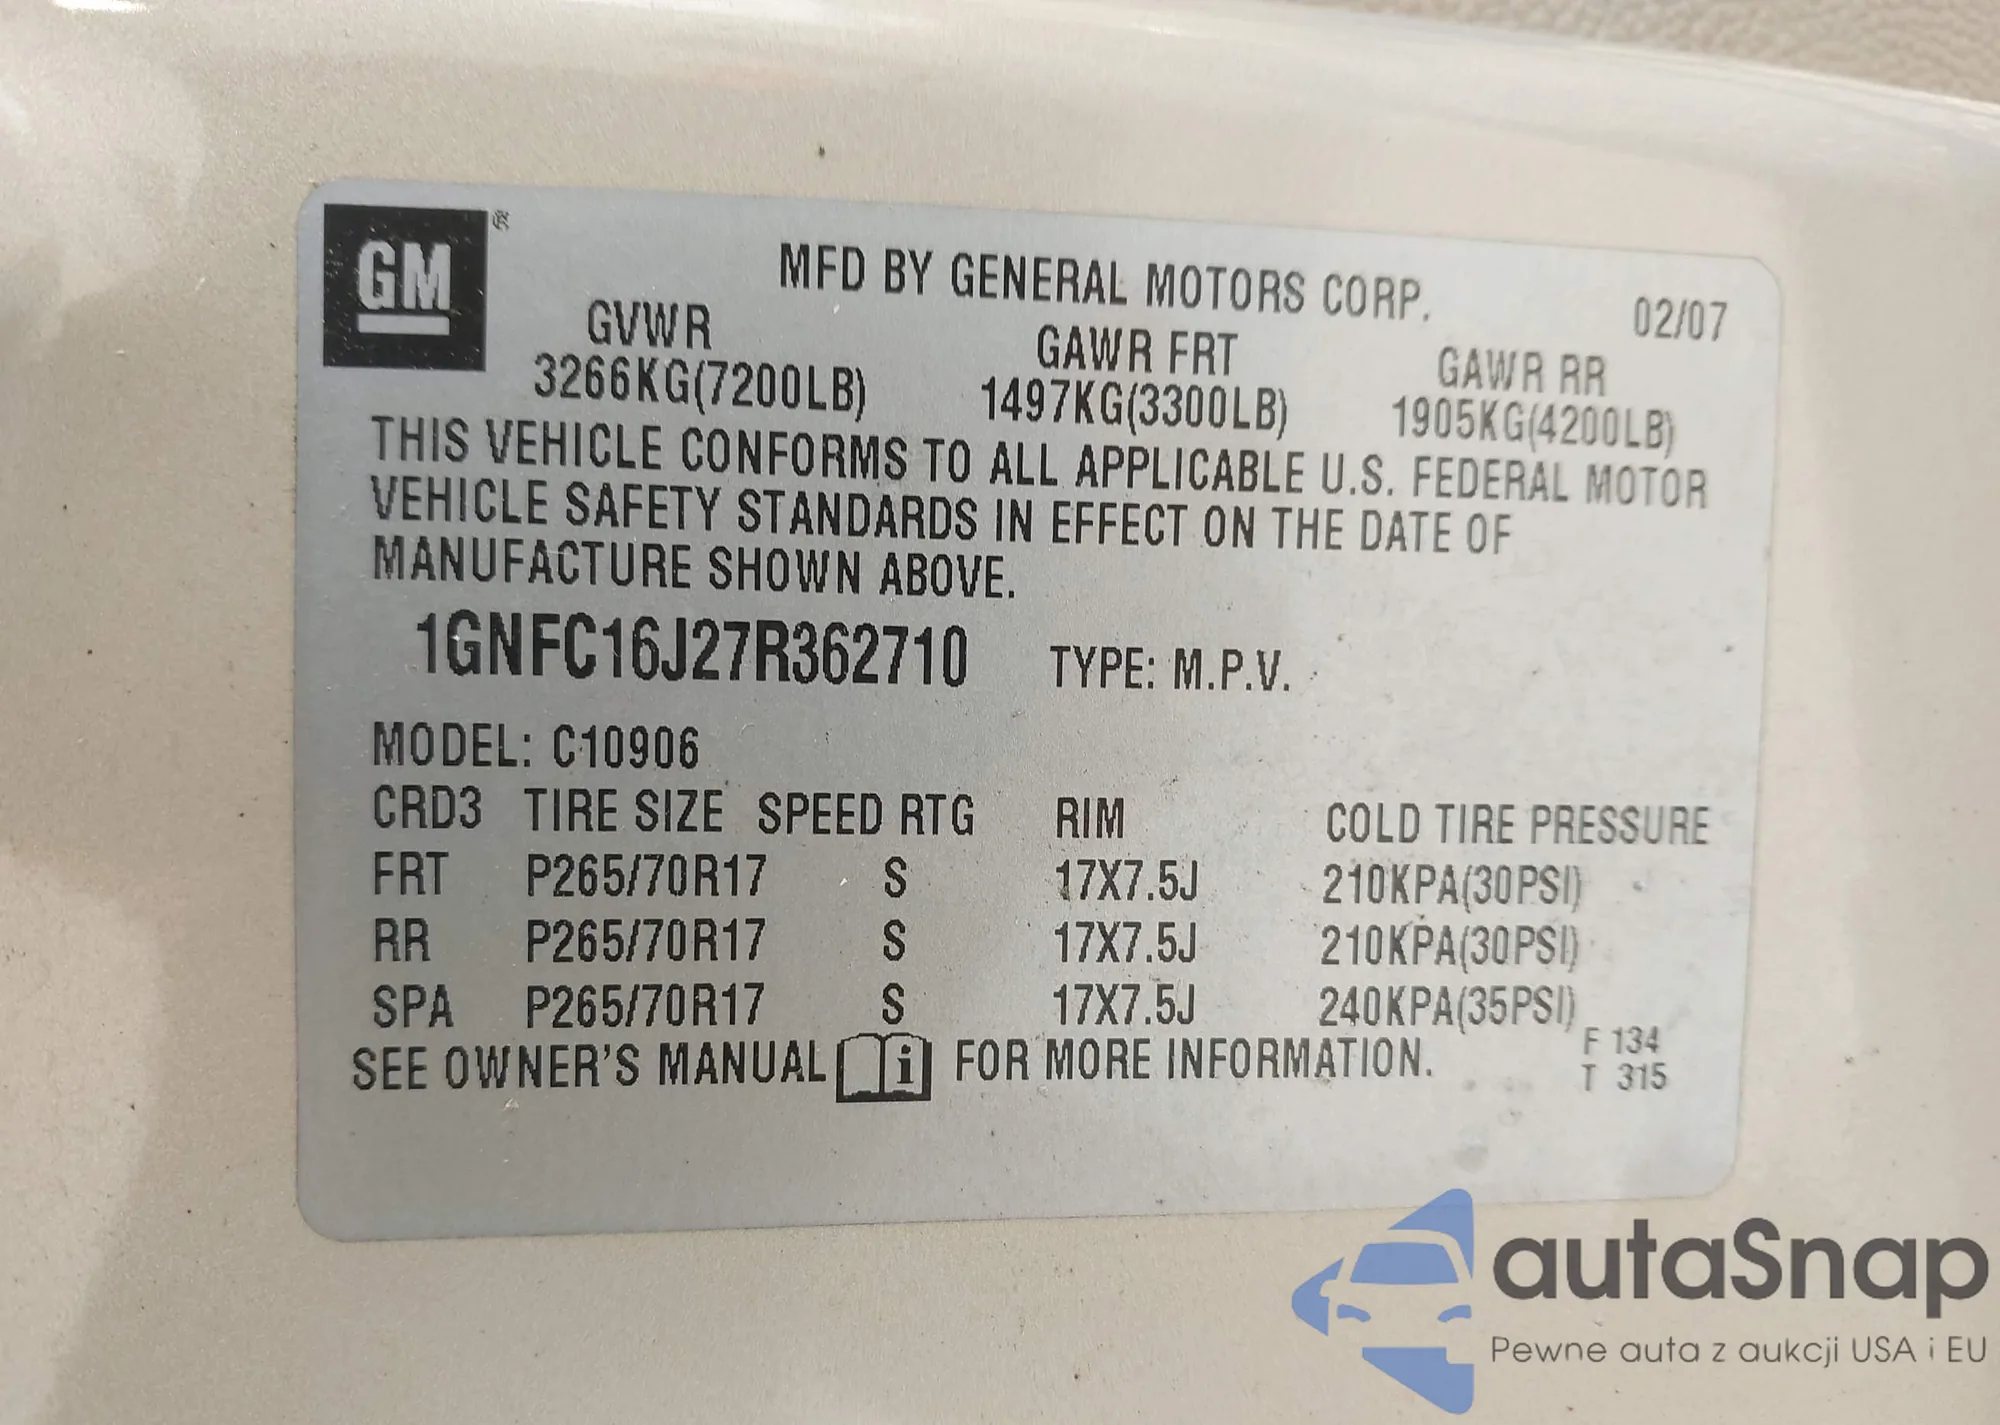 GM ®
MFD BY GENERAL MOTORS CORP. 02/07
GVWR GAWR FRT GAWR RR
3266KG(7200LB) 1497KG(3300LB) 1905KG(4200LB)
THIS VEHICLE CONFORMS TO ALL APPLICABLE U.S. FEDERAL MOTOR
VEHICLE SAFETY STANDARDS IN EFFECT ON THE DATE OF
MANUFACTURE SHOWN ABOVE.
1GNFC16J27R362710 TYPE: M.P.V.
MODEL: C10906
CRD3 TIRE SIZE SPEED RTG RIM COLD TIRE PRESSURE
FRT P265/70R17 S 17X7.5J 210KPA(30PSI)
RR P265/70R17 S 17X7.5J 210KPA(30PSI)
SPA P265/70R17 S 17X7.5J 240KPA(35PSI)
SEE OWNER'S MANUAL i FOR MORE INFORMATION.
F 134
T 315
autaSnap
Pewne auta z aukcji USA i EU